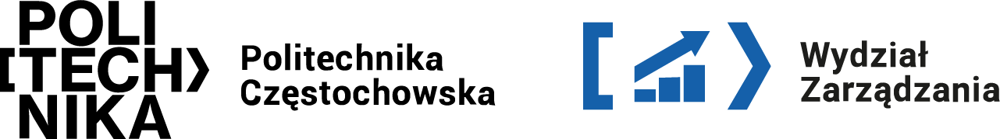 POLI
[TECH>
NIKA
Politechnika
Częstochowska
Wydział
Zarządzania